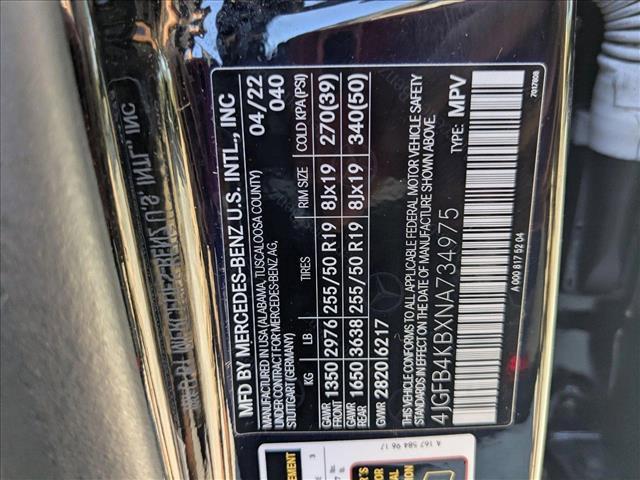 MFD BY MERCEDES-BENZ U.S. INTL., INC
MANUFACTURED IN USA (ALABAMA, TUSCALOOSA COUNTY)
UNDER CONTRACT FOR MERCEDES-BENZ AG,
STUTTGART (GERMANY)
04/22
040
KG LB TIRES RIM SIZE COLD KPA (PSI)
GAWR FRONT 1350 2976 255/50 R19 8Jx19 270(39)
GAWR REAR 1650 3638 255/50 R19 8Jx19 340(50)
GVWR 2820 6217
THIS VEHICLE CONFORMS TO ALL APPLICABLE FEDERAL MOTOR VEHICLE SAFETY
STANDARDS IN EFFECT ON THE DATE OF MANUFACTURE SHOWN ABOVE.
4JGFB4KBXNA734975
TYPE: MPV
A 000 817 52 04
7017808
A 167 584 96 17